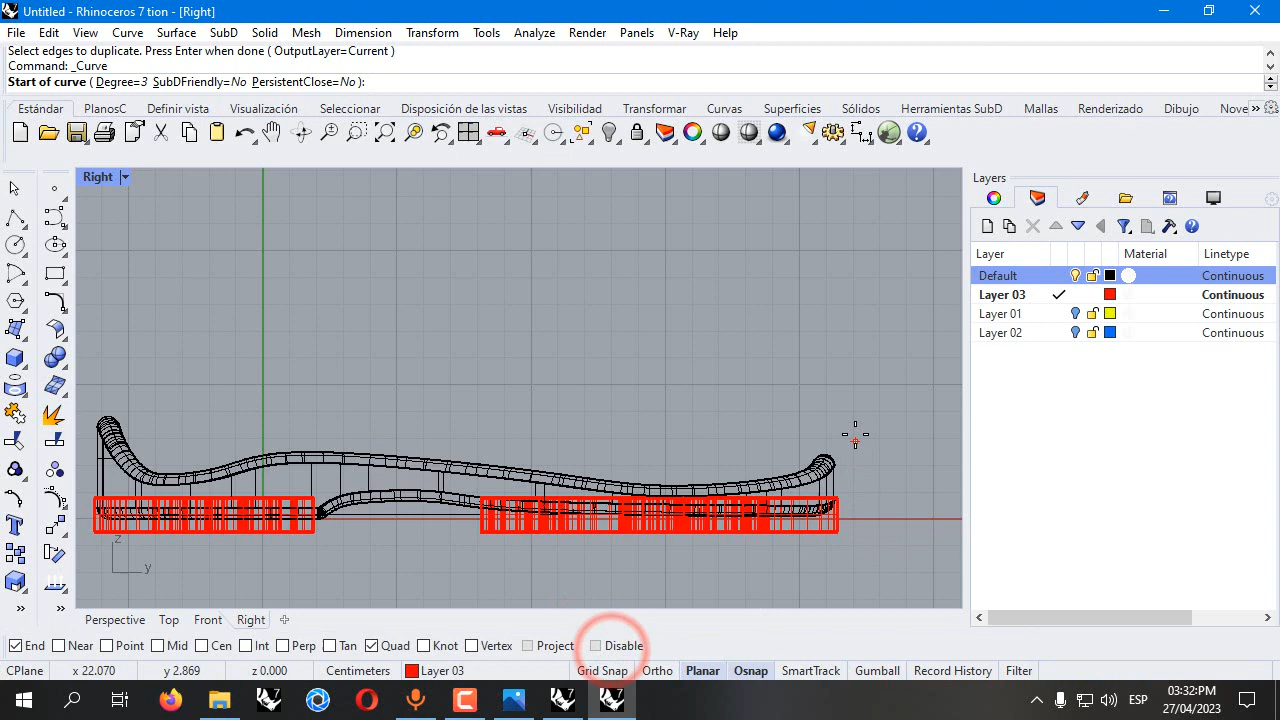 Untitled - Rhinoceros 7 tion - [Right]
File Edit View Curve Surface SubD Solid Mesh Dimension Transform Tools Analyze Render Panels V-Ray Help
Select edges to duplicate. Press Enter when done ( OutputLayer=Current )
Command: _Curve
Start of curve ( Degree=3 SubDFriendly=No PersistentClose=No ):
Estándar PlanosC Definir vista Visualización Seleccionar Disposición de las vistas Visibilidad Transformar Curvas Superficies Sólidos Herramientas SubD Mallas Renderizado Dibujo Nove »
Right
Layers
Layer Material Linetype
Default Continuous
Layer 03 Continuous
Layer 01 Continuous
Layer 02 Continuous
z
y
Perspective Top Front Right
End Near Point Mid Cen Int Perp Tan Quad Knot Vertex Project Disable
CPlane x 22.070 y 2.869 z 0.000 Centimeters Layer 03 Grid Snap Ortho Planar Osnap SmartTrack Gumball Record History Filter
ESP 03:32:PM
27/04/2023